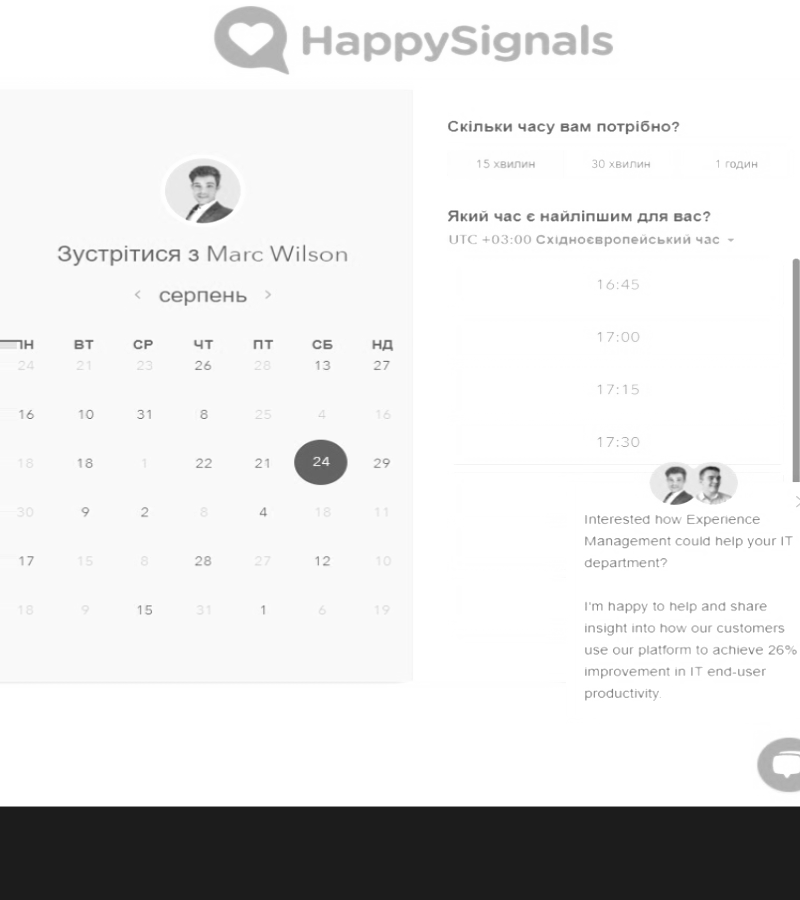 HappySignals
Зустрітися з Marc Wilson
серпень
ПН ВТ СР ЧТ ПТ СБ НД
24 21 23 26 28 13 27
16 10 31 8 25 4 16
18 18 1 22 21 24 29
30 9 2 8 4 18 11
17 15 8 28 27 12 10
18 9 15 31 1 6 19
Скільки часу вам потрібно?
15 хвилин 30 хвилин 1 годин
Який час є найліпшим для вас?
UTC +03:00 Східноєвропейський час
16:45
17:00
17:15
17:30
Interested how Experience
Management could help your IT
department?
I'm happy to help and share
insight into how our customers
use our platform to achieve 26%
improvement in IT end-user
productivity.